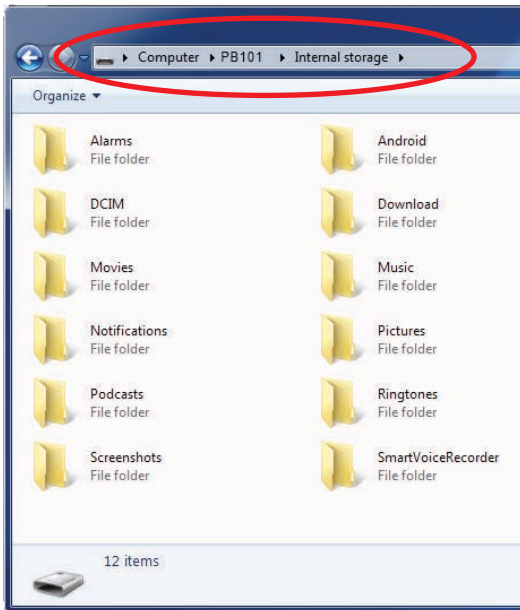 Computer ▸ PB101 ▸ Internal storage ▸
Organize ▾
Alarms
File folder
Android
File folder
DCIM
File folder
Download
File folder
Movies
File folder
Music
File folder
Notifications
File folder
Pictures
File folder
Podcasts
File folder
Ringtones
File folder
Screenshots
File folder
SmartVoiceRecorder
File folder
12 items